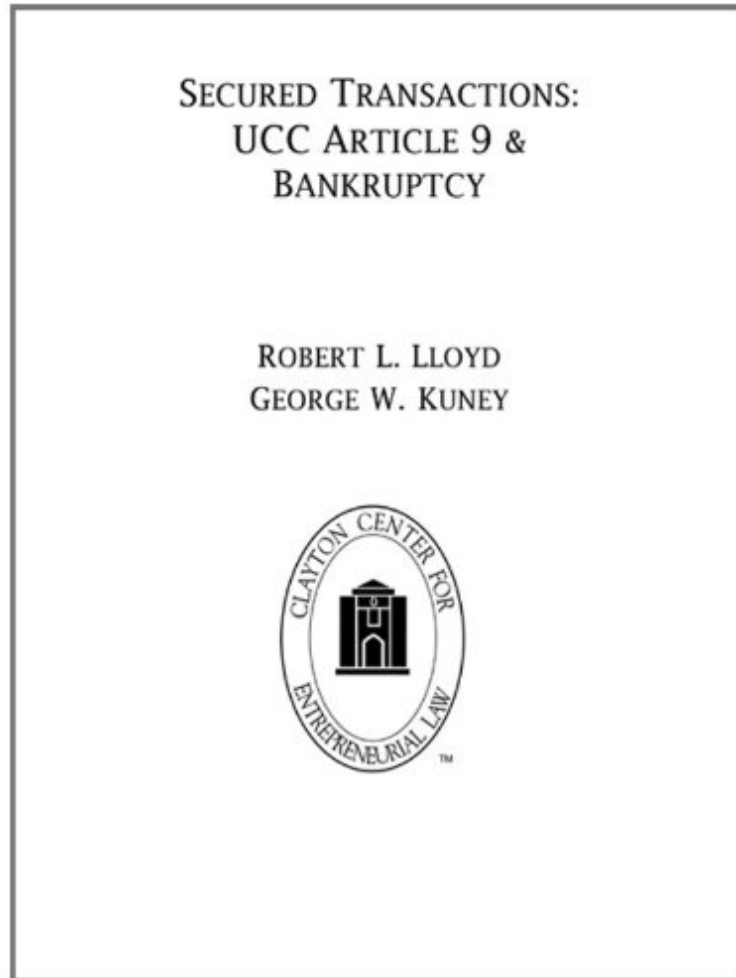 SECURED TRANSACTIONS:
UCC ARTICLE 9 &
BANKRUPTCY
ROBERT L. LLOYD
GEORGE W. KUNEY
CLAYTON CENTER FOR
ENTREPRENEURIAL LAW
TM